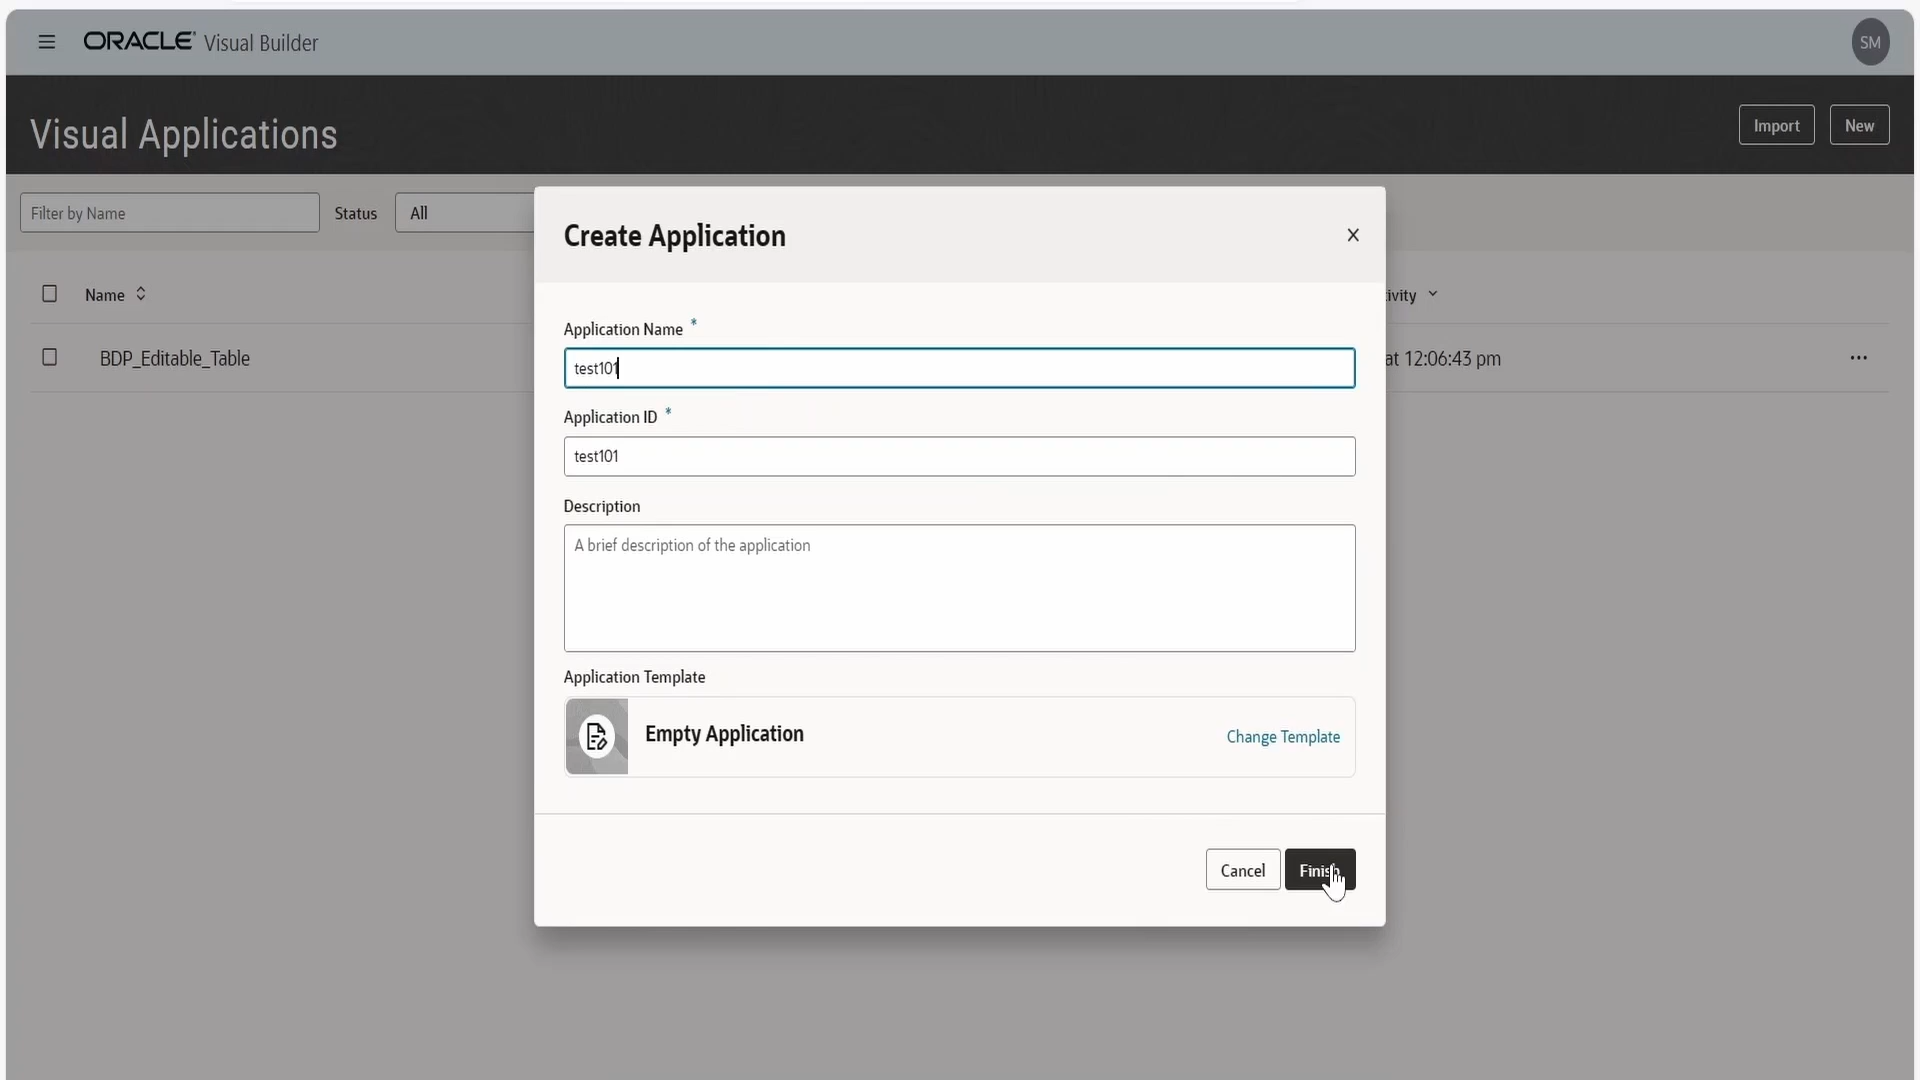 ORACLE Visual Builder
SM
Visual Applications
Import
New
Filter by Name
Status
All
Create Application
Name
ivity
Application Name *
BDP_Editable_Table
at 12:06:43 pm
test101
Application ID *
test101
Description
A brief description of the application
Application Template
Empty Application
Change Template
Cancel
Finish